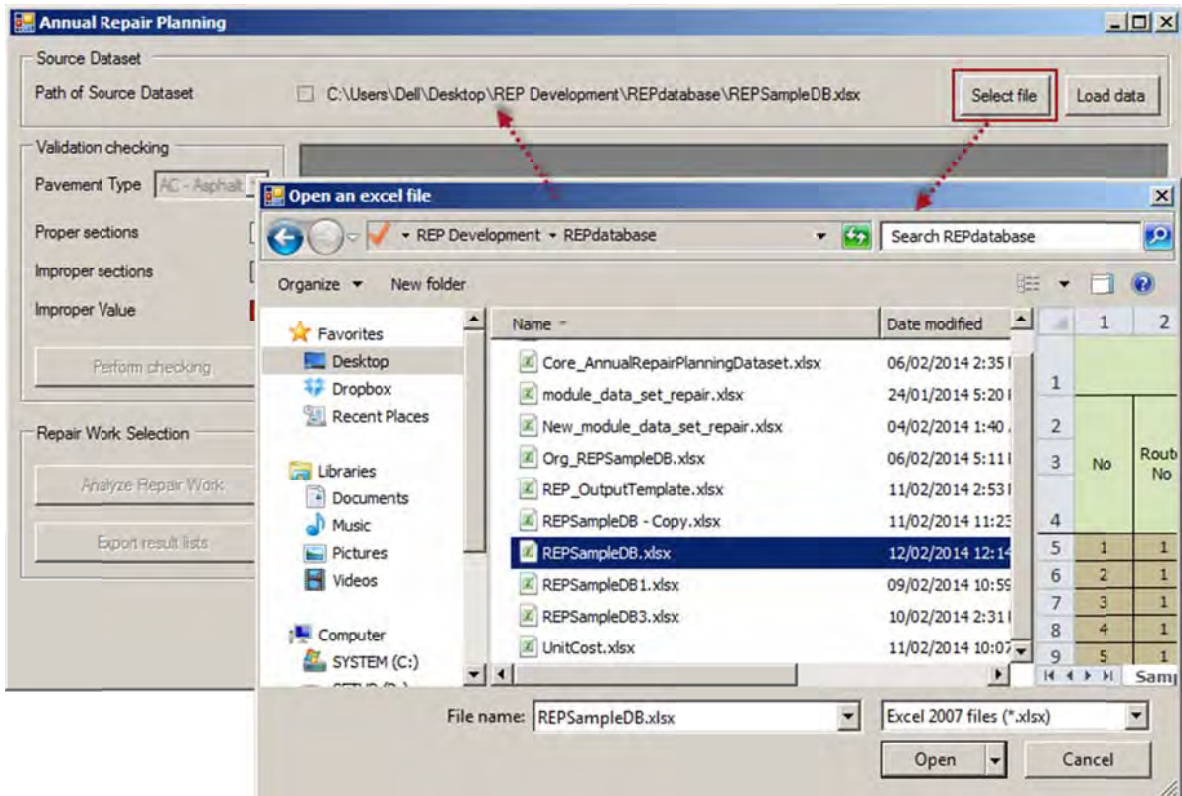 Annual Repair Planning
Source Dataset
Path of Source Dataset
C:\Users\Dell\Desktop\REP Development\REPdatabase\REPSampleDB.xlsx
Select file
Load data
Validation checking
Pavement Type
AC - Asphalt
Proper sections
Improper sections
Improper Value
Perform checking
Repair Work Selection
Analyze Repair Work
Export result lists
Open an excel file
REP Development
REPdatabase
Search REPdatabase
Organize
New folder
Favorites
Desktop
Dropbox
Recent Places
Libraries
Documents
Music
Pictures
Videos
Computer
SYSTEM (C:)
Name
Date modified
Core_AnnualRepairPlanningDataset.xlsx 06/02/2014 2:35
module_data_set_repair.xlsx 24/01/2014 5:20
New_module_data_set_repair.xlsx 04/02/2014 1:40
Org_REPSampleDB.xlsx 06/02/2014 5:11
REP_OutputTemplate.xlsx 11/02/2014 2:53
REPSampleDB - Copy.xlsx 11/02/2014 11:23
REPSampleDB.xlsx 12/02/2014 12:14
REPSampleDB1.xlsx 09/02/2014 10:59
REPSampleDB3.xlsx 10/02/2014 2:31
UnitCost.xlsx 11/02/2014 10:07
1 2
1
2
3 No Rout
No
4
5 1 1
6 2 1
7 3 1
8 4 1
9 5 1
Samp
File name: REPSampleDB.xlsx
Excel 2007 files (*.xlsx)
Open
Cancel